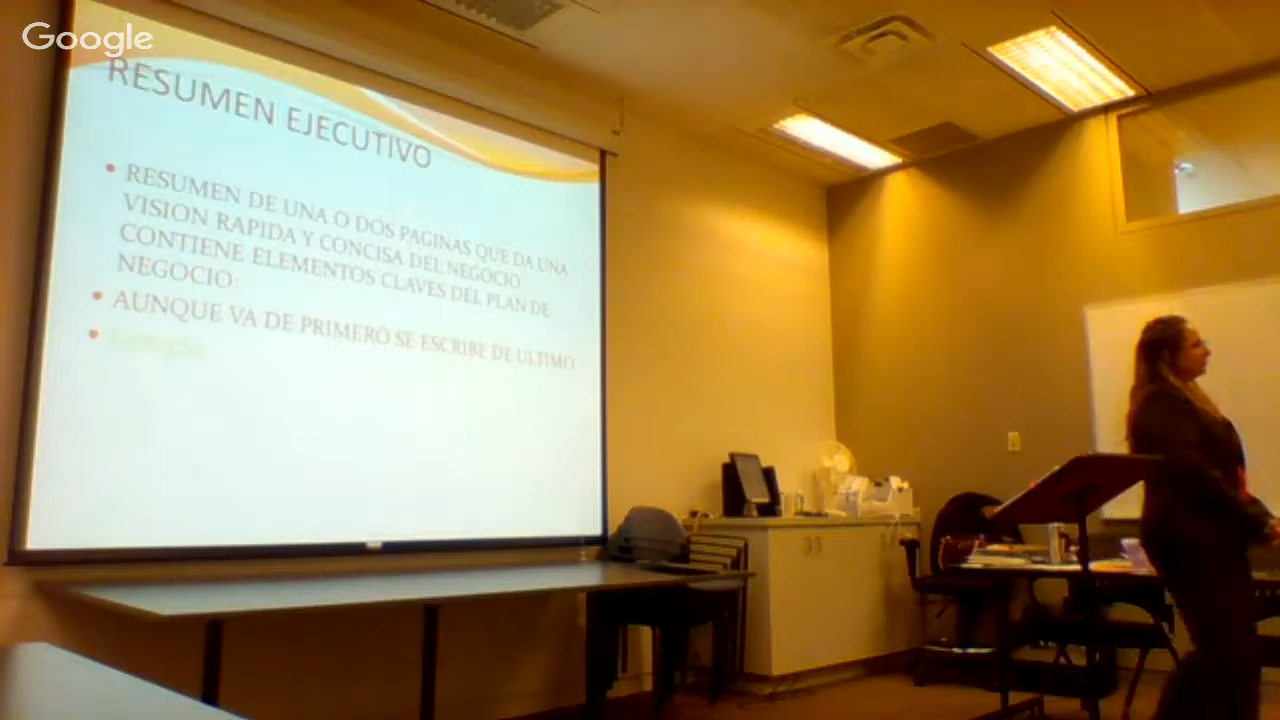 Google
RESUMEN EJECUTIVO
• RESUMEN DE UNA O DOS PAGINAS QUE DA UNA
VISION RAPIDA Y CONCISA DEL NEGOCIO
CONTIENE ELEMENTOS CLAVES DEL PLAN DE
NEGOCIO
• AUNQUE VA DE PRIMERO SE ESCRIBE DE ULTIMO